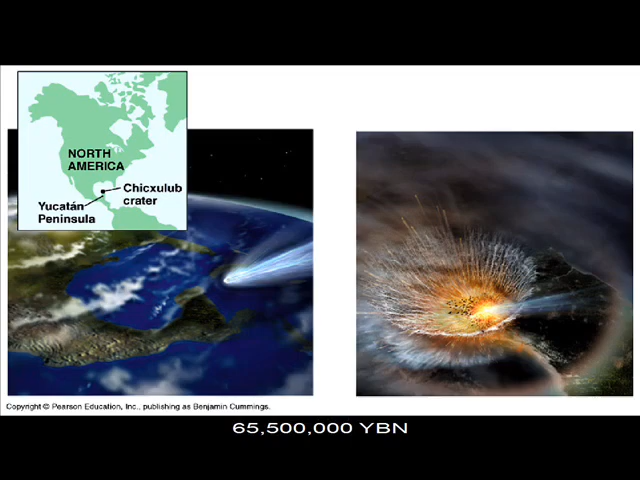 NORTH
AMERICA
Chicxulub
crater
Yucatán
Peninsula
Copyright © Pearson Education, Inc., publishing as Benjamin Cummings.
65,500,000 YBN